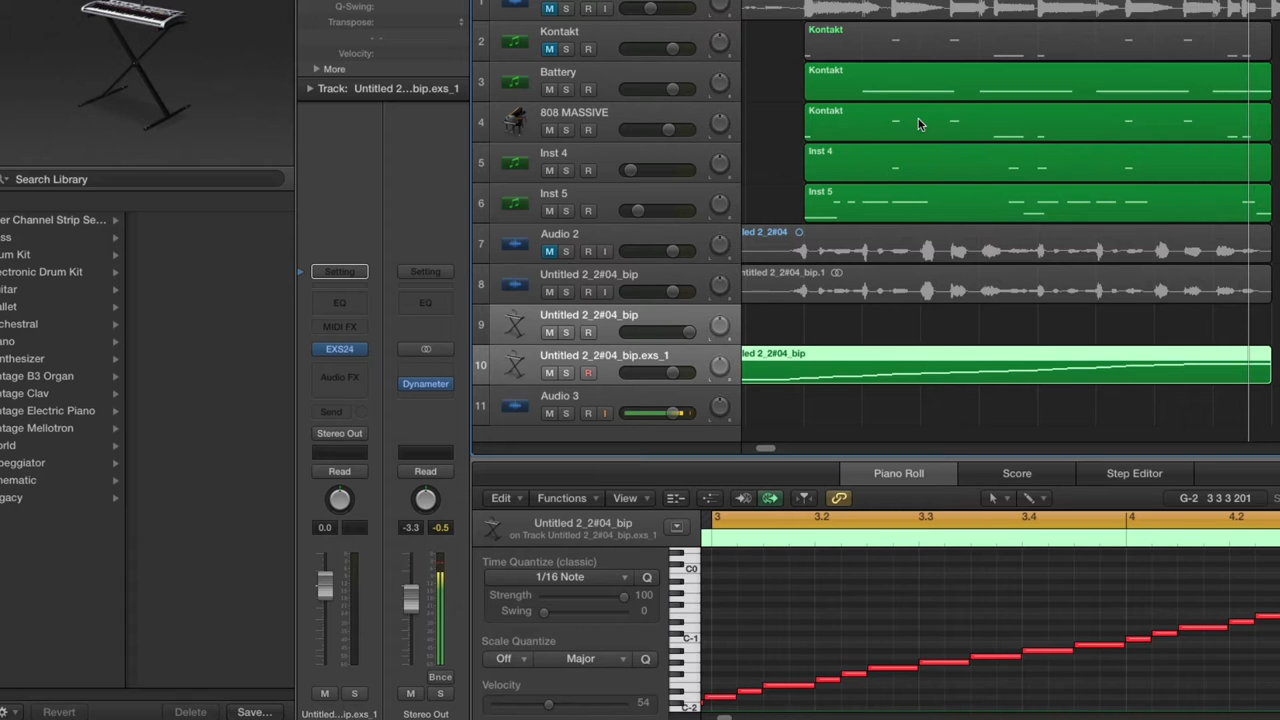 Q-Swing:
Transpose:
Velocity:
More
Track: Untitled 2...bip.exs_1
Search Library
er Channel Strip Se...
ss
um Kit
ectronic Drum Kit
itar
allet
chestral
ano
nthesizer
ntage B3 Organ
ntage Clav
ntage Electric Piano
ntage Mellotron
orld
peggiator
nematic
gacy
Revert
Delete
Save...
Setting
Setting
EQ
EQ
MIDI FX
EXS24
Audio FX
Dynameter
Send
Stereo Out
Read
Read
0.0
-3.3
-0.5
Bnce
M
S
M
S
Untitled...ip.exs_1
Stereo Out
1
M
S
R
I
2
Kontakt
M
S
R
3
Battery
M
S
R
4
808 MASSIVE
M
S
R
5
Inst 4
M
S
R
6
Inst 5
M
S
R
7
Audio 2
M
S
R
I
8
Untitled 2_2#04_bip
M
S
R
I
9
Untitled 2_2#04_bip
M
S
R
10
Untitled 2_2#04_bip.exs_1
M
S
R
11
Audio 3
M
S
R
I
Kontakt
Kontakt
Kontakt
Inst 4
Inst 5
led 2_2#04
ntitled 2_2#04_bip.1
led 2_2#04_bip
Piano Roll
Score
Step Editor
Edit
Functions
View
G-2 3 3 3 201
Untitled 2_2#04_bip
on Track Untitled 2_2#04_bip.exs_1
3
3.2
3.3
3.4
4
4.2
Time Quantize (classic)
1/16 Note
Q
Strength
100
Swing
0
Scale Quantize
Off
Major
Q
Velocity
54
C0
C-1
C-2